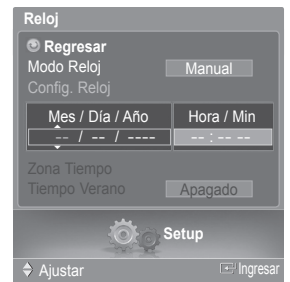 Reloj
Regresar
Modo Reloj Manual
Config. Reloj
Mes / Día / Año Hora / Min
-- / -- / ---- -- : -- --
Zona Tiempo
Tiempo Verano Apagado
Setup
Ajustar Ingresar